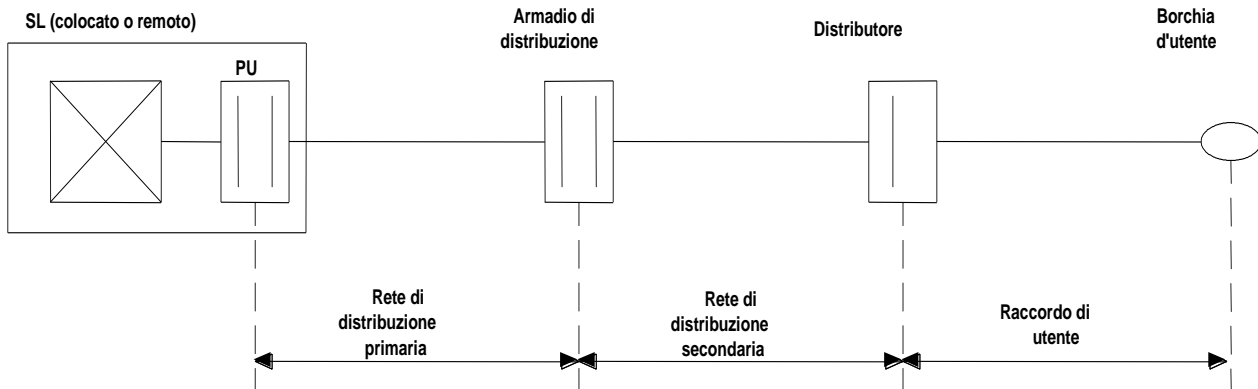 SL (colocato o remoto)
Armadio di
distribuzione
Distributore
Borchia
d'utente
PU
Rete di
distribuzione
primaria
Rete di
distribuzione
secondaria
Raccordo di
utente